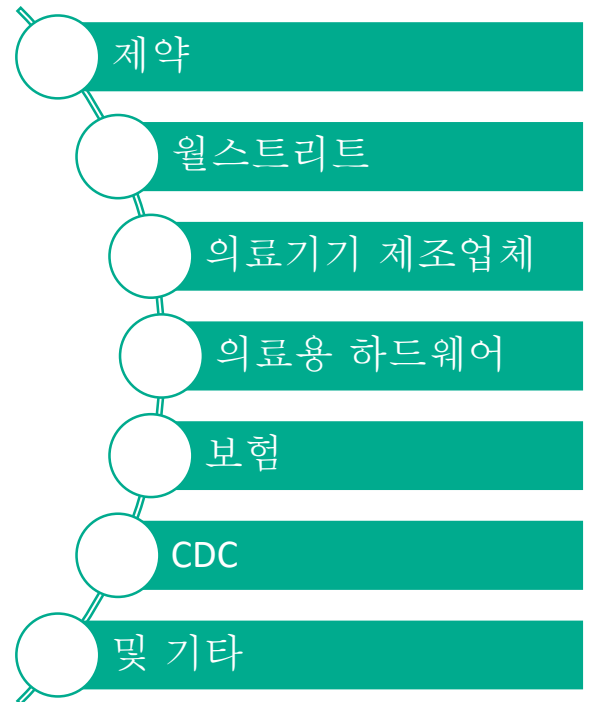 제약
월스트리트
의료기기 제조업체
의료용 하드웨어
보험
CDC
및 기타